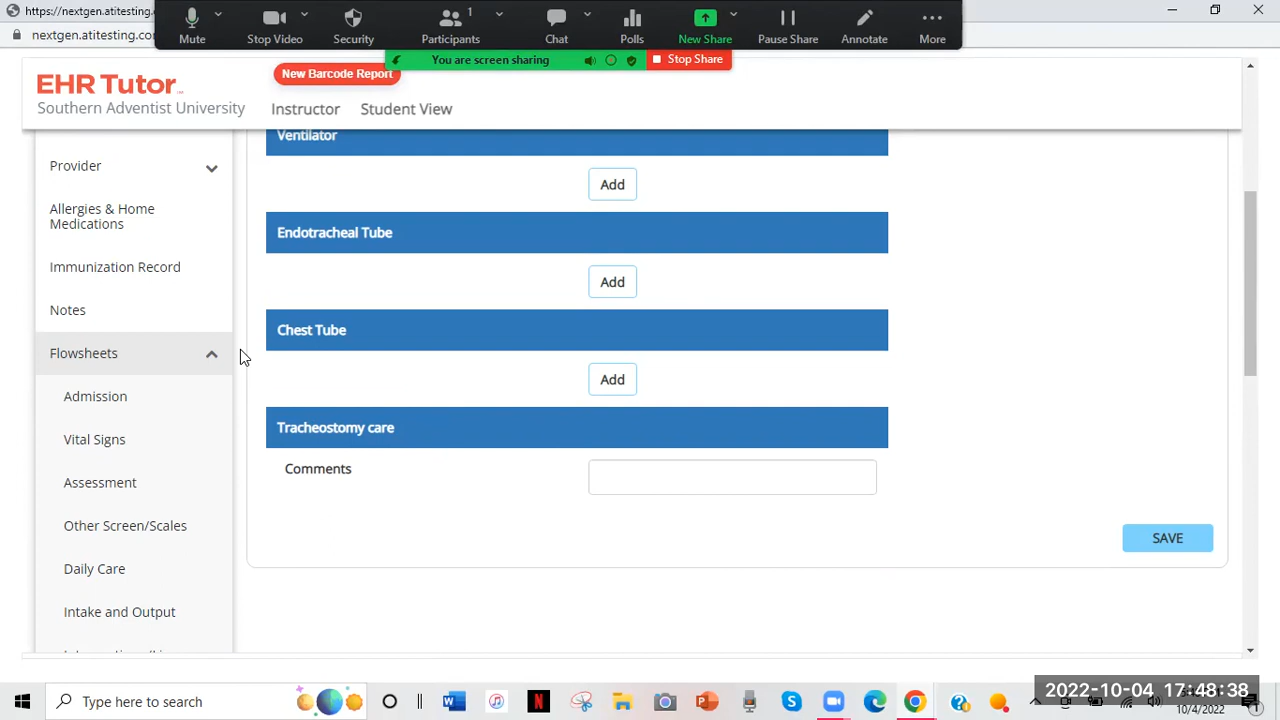 https://nextgen.atitesting.
nextgen.atitesting.co
Mute
Stop Video
Security
1
Participants
Chat
Polls
New Share
Pause Share
Annotate
More
You are screen sharing
Stop Share
EHR Tutor
Southern Adventist University
New Barcode Report
Instructor
Student View
Provider
Allergies & Home
Medications
Immunization Record
Notes
Flowsheets
Admission
Vital Signs
Assessment
Other Screen/Scales
Daily Care
Intake and Output
Ventilator
Add
Endotracheal Tube
Add
Chest Tube
Add
Tracheostomy care
Comments
SAVE
Type here to search
2022-10-04 17:48:38
10/4/2022